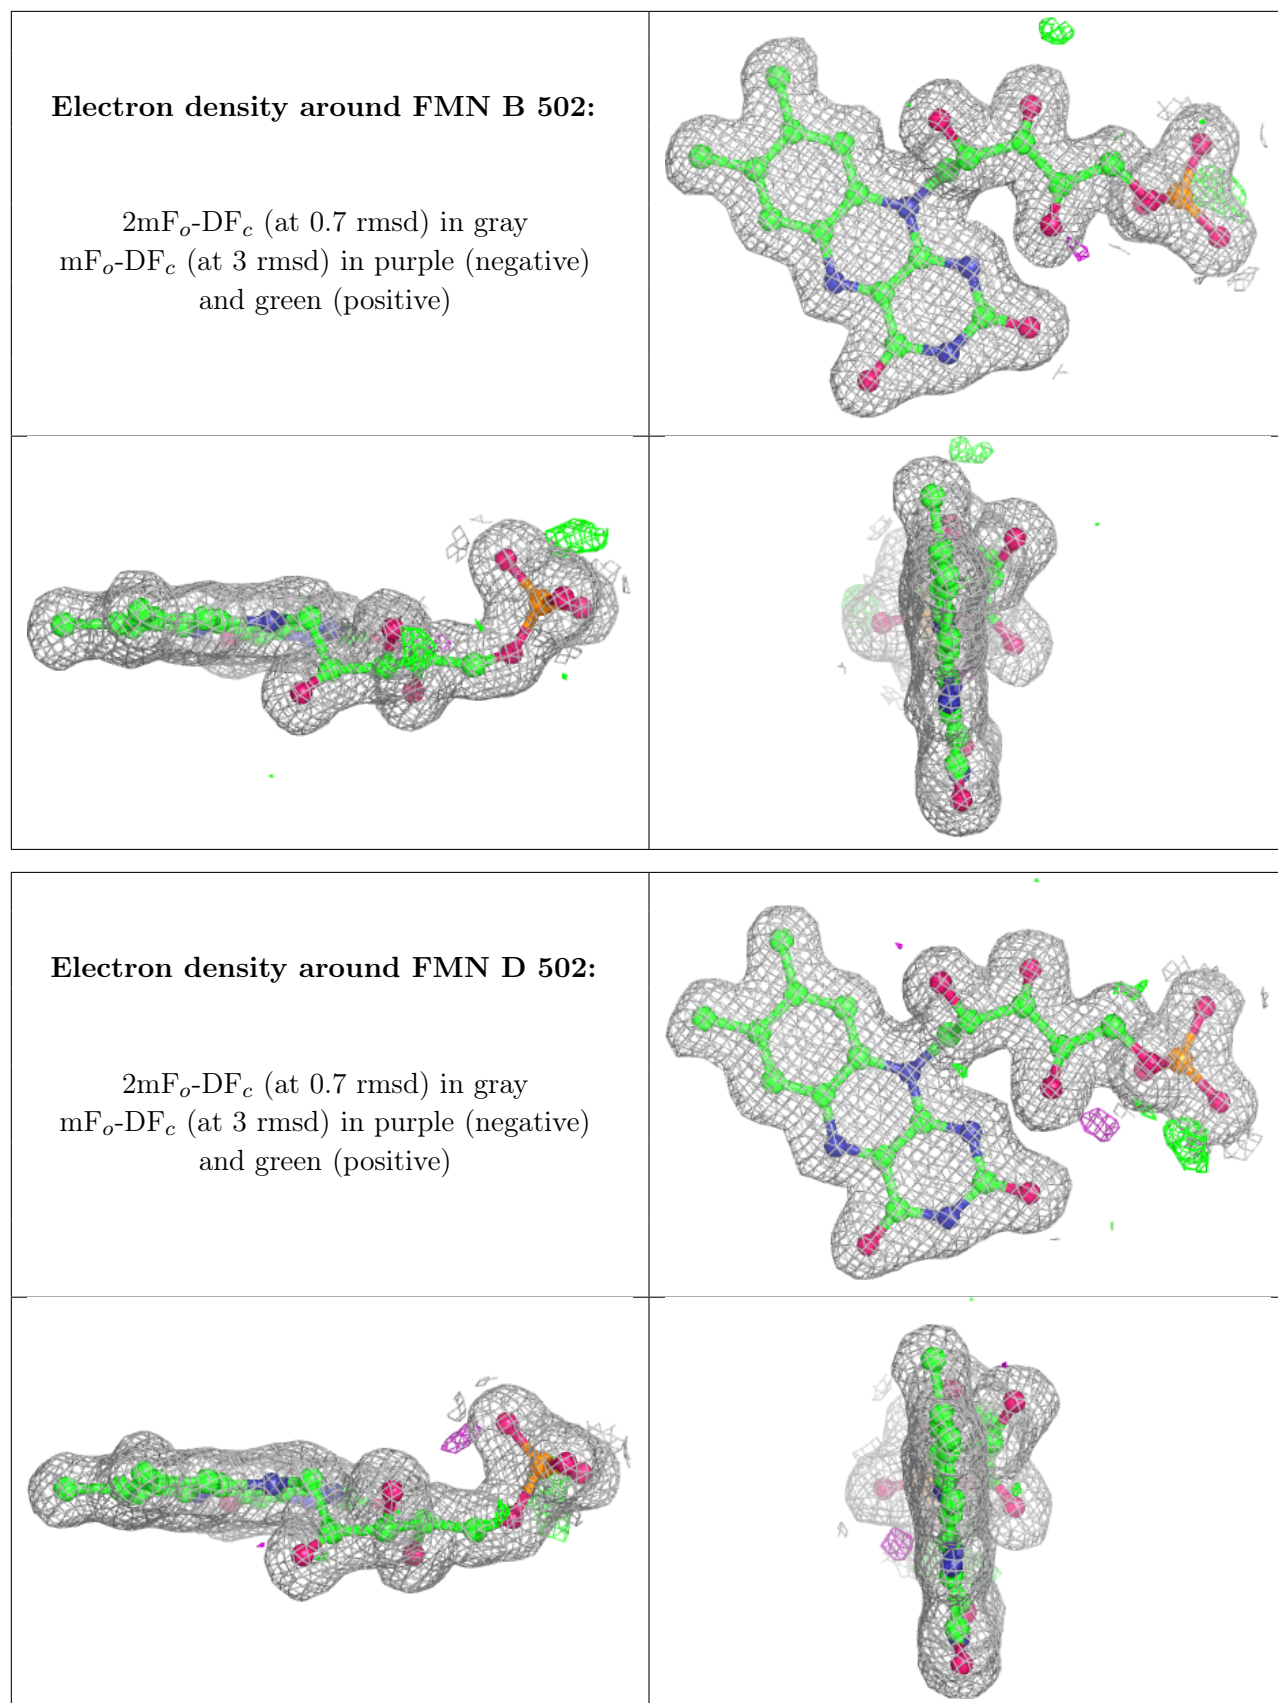 Electron density around FMN B 502:
2mFₒ-DF𝑐 (at 0.7 rmsd) in gray
mFₒ-DF𝑐 (at 3 rmsd) in purple (negative)
and green (positive)
Electron density around FMN D 502:
2mFₒ-DF𝑐 (at 0.7 rmsd) in gray
mFₒ-DF𝑐 (at 3 rmsd) in purple (negative)
and green (positive)